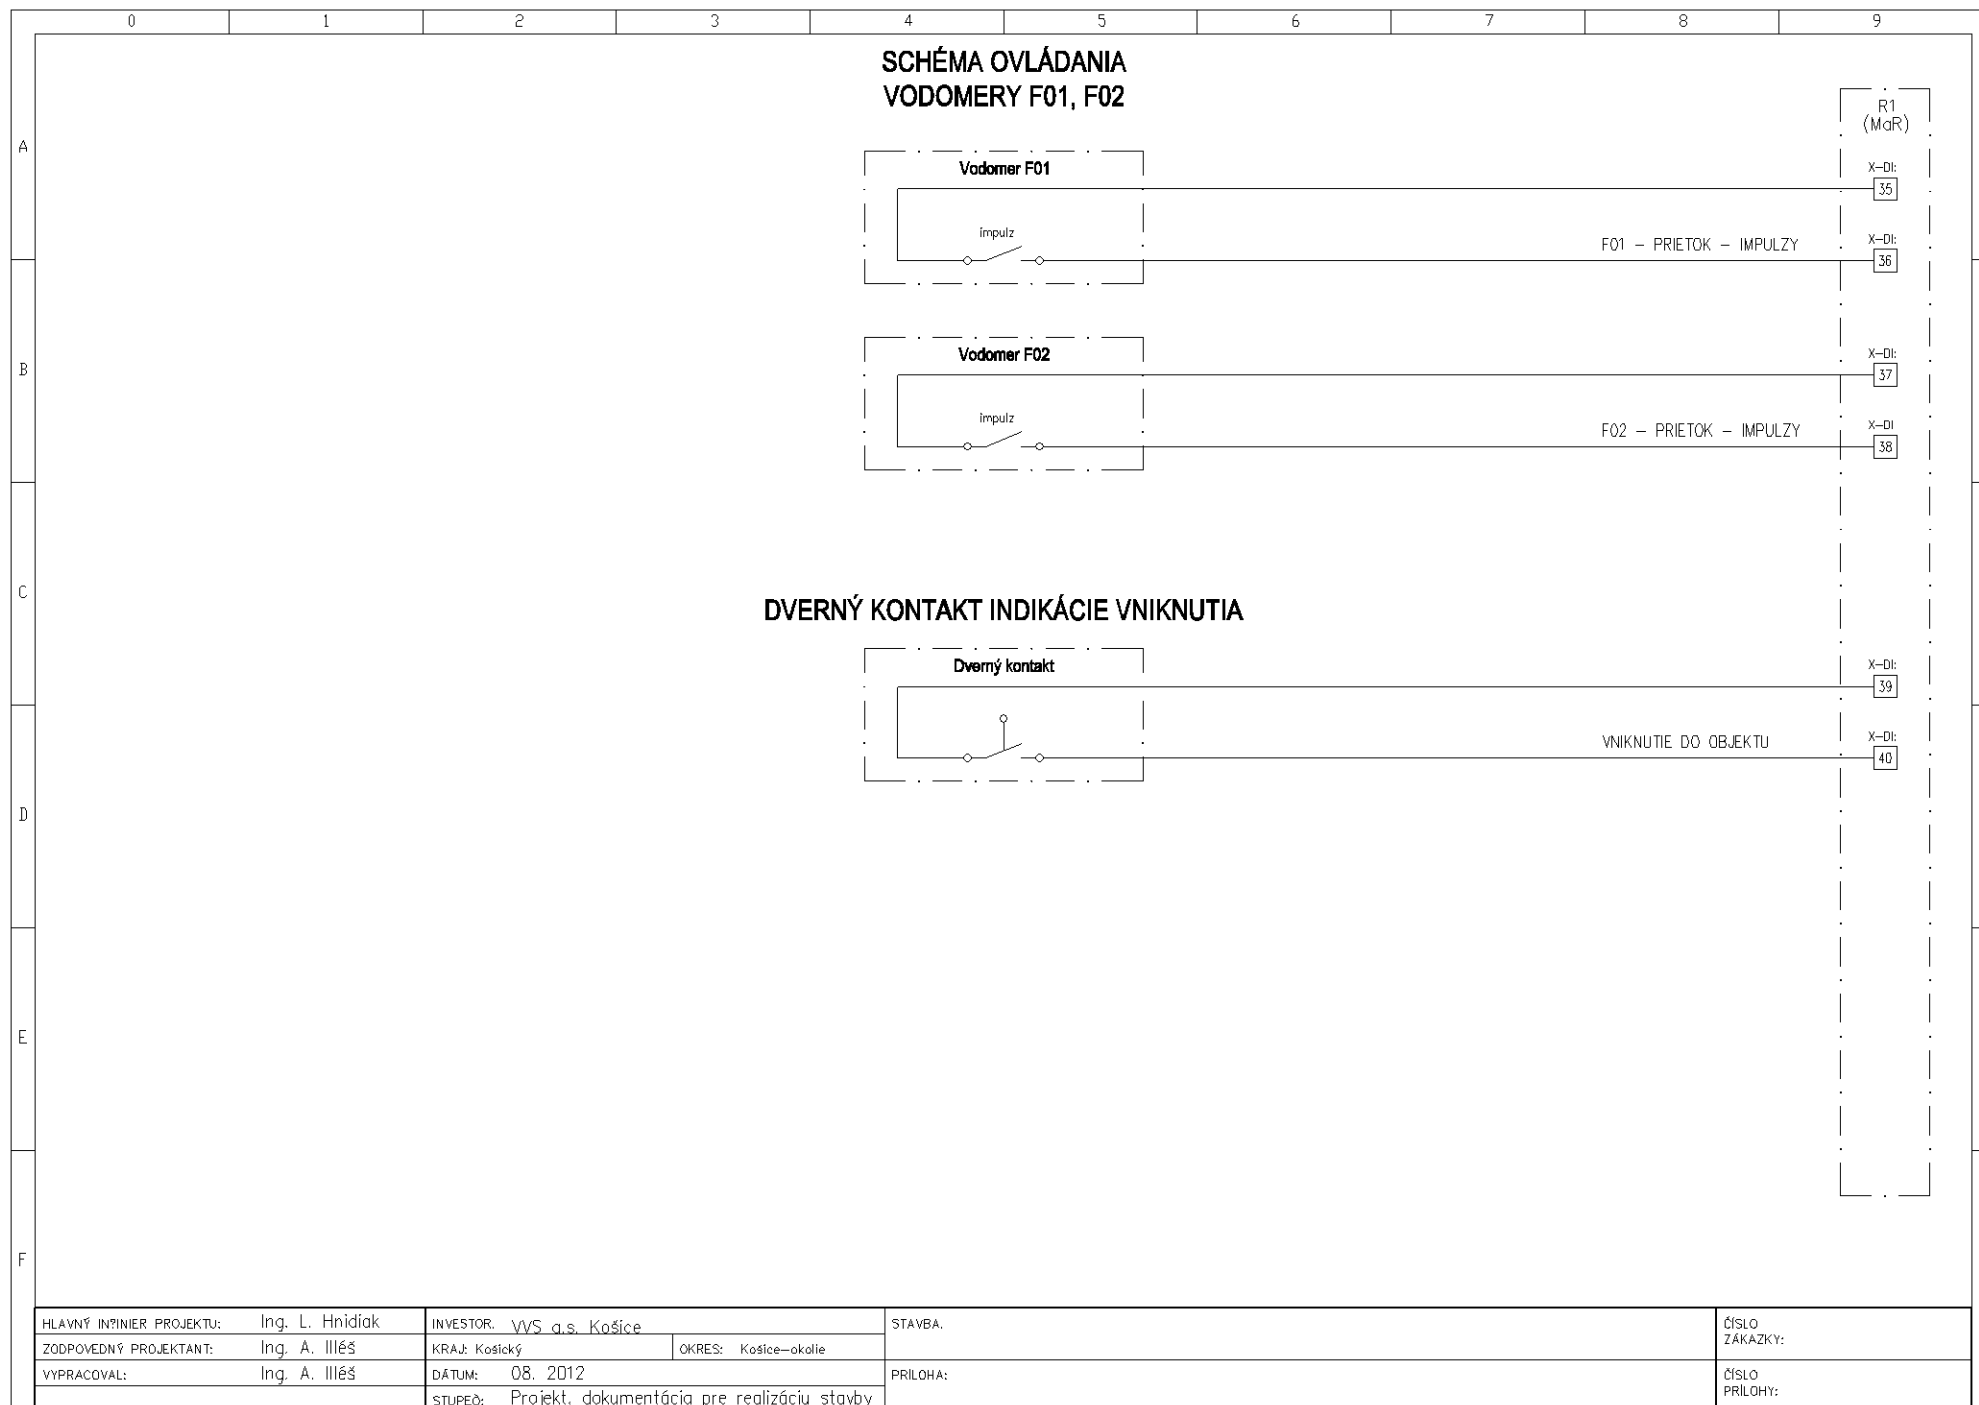 0 1 2 3 4 5 6 7 8 9
SCHÉMA OVLÁDANIA
VODOMERY F01, F02
R1
(MaR)
A
Vodomer F01
X-DI:
35
impulz
F01 - PRIETOK - IMPULZY
X-DI:
36
B
Vodomer F02
X-DI:
37
impulz
F02 - PRIETOK - IMPULZY
X-DI
38
C
DVERNÝ KONTAKT INDIKÁCIE VNIKNUTIA
Dverný kontakt
X-DI:
39
VNIKNUTIE DO OBJEKTU
X-DI:
40
D
E
F
HLAVNÝ IN?INIER PROJEKTU: Ing. L. Hnidiak
INVESTOR. VVS a.s. Košice
STAVBA.
ČÍSLO
ZÁKAZKY:
ZODPOVEDNÝ PROJEKTANT: Ing. A. Illéš
KRAJ: Košický
OKRES: Košice-okolie
VYPRACOVAL: Ing. A. Illéš
DÁTUM: 08. 2012
PRÍLOHA:
ČÍSLO
PRÍLOHY:
STUPEÒ: Projekt. dokumentácia pre realizáciu stavby